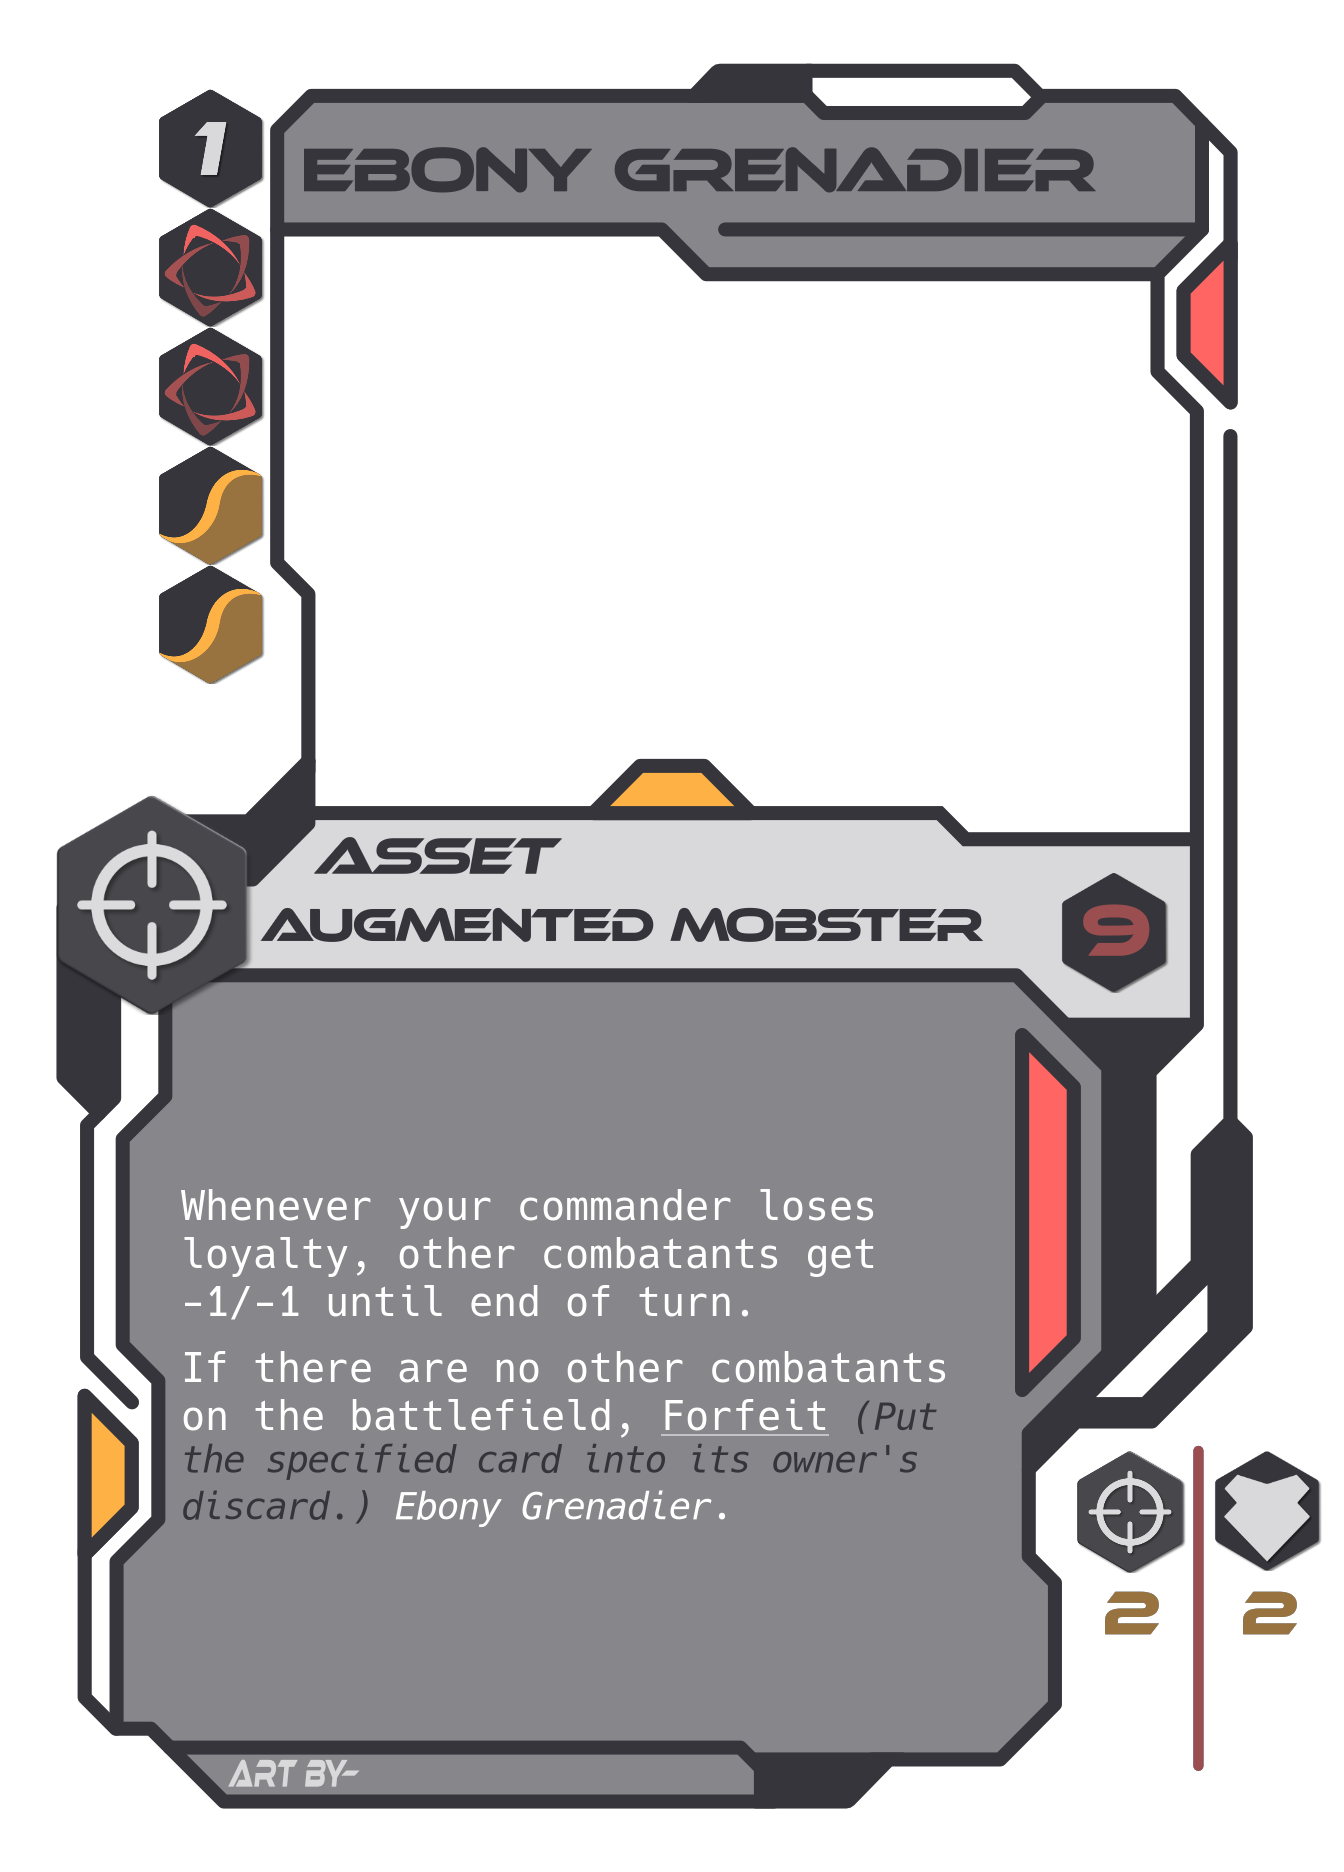 1
EBONY GRENADIER
ASSET
AUGMENTED MOBSTER
9
Whenever your commander loses
loyalty, other combatants get
-1/-1 until end of turn.
If there are no other combatants
on the battlefield, Forfeit (Put
the specified card into its owner's
discard.) Ebony Grenadier.
2
2
ART BY-